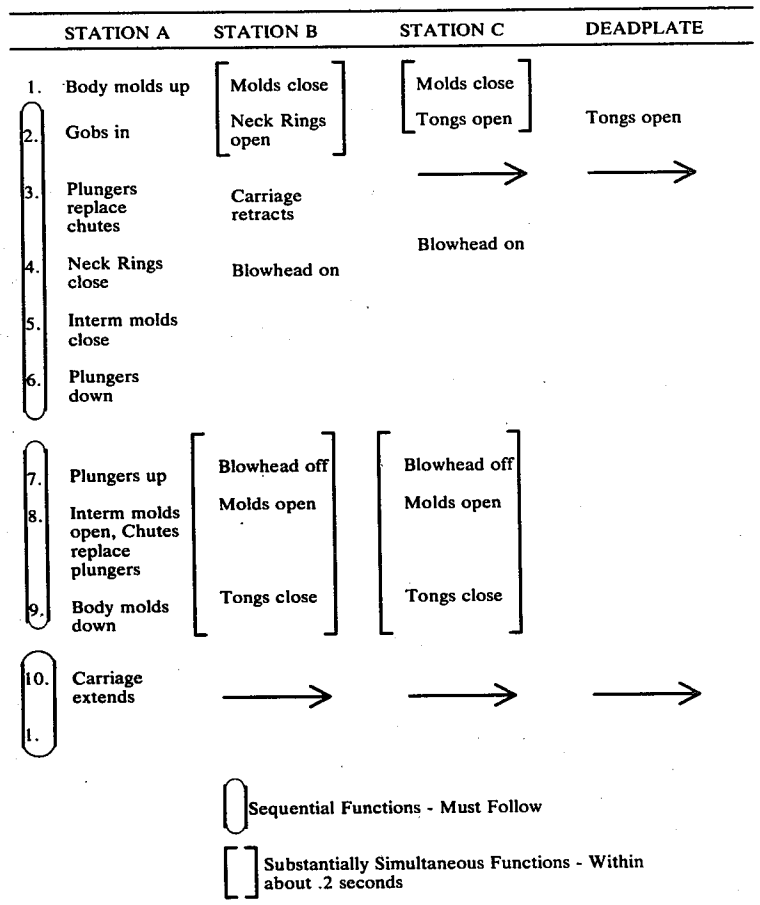 STATION A STATION B STATION C DEADPLATE
1. Body molds up Molds close Molds close
2. Gobs in Neck Rings open Tongs open Tongs open
3. Plungers replace chutes Carriage retracts
Blowhead on
4. Neck Rings close Blowhead on
5. Interm molds close
6. Plungers down
7. Plungers up Blowhead off Blowhead off
8. Interm molds open, Chutes replace plungers Molds open Molds open
9. Body molds down Tongs close Tongs close
10. Carriage extends
1.
Sequential Functions - Must Follow
Substantially Simultaneous Functions - Within
about .2 seconds